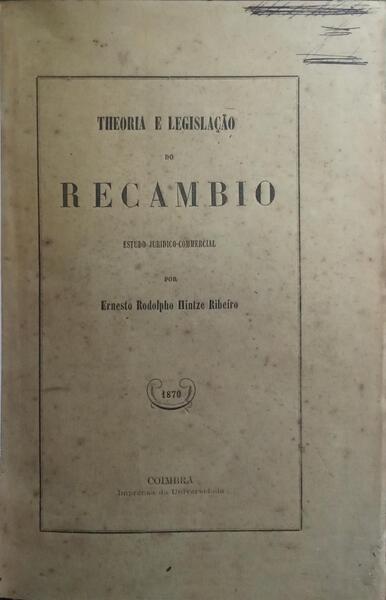 THEORIA E LEGISLAÇÃO
DO
RECAMBIO
ESTUDO JURIDICO-COMMERCIAL
POR
Ernesto Rodolpho Hintze Ribeiro
1870
COIMBRA
Imprensa da Universidade